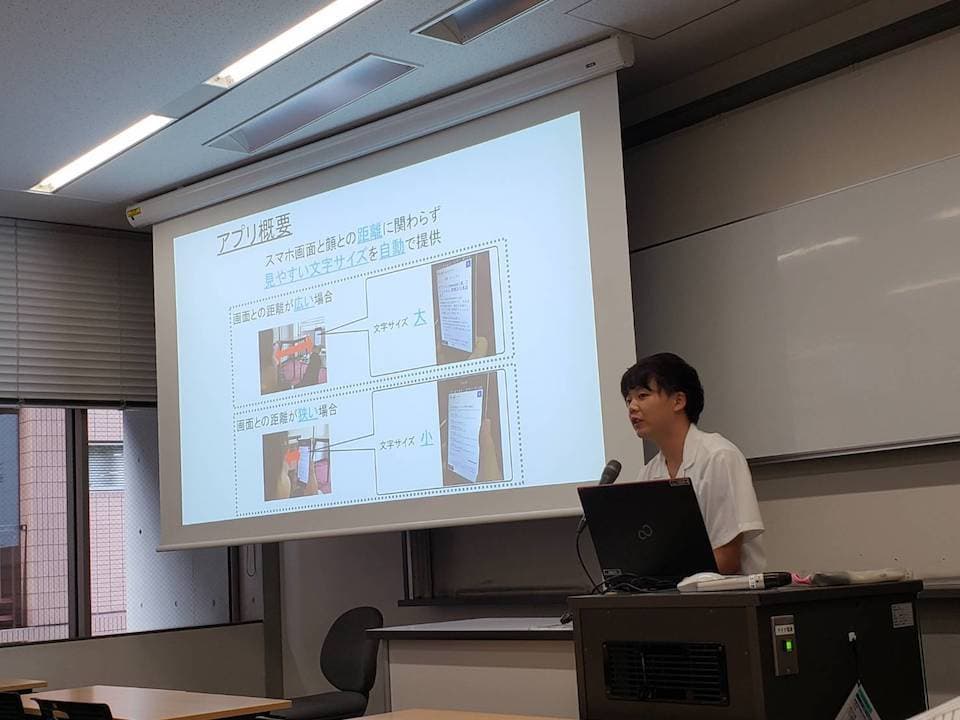 アプリ概要
スマホ画面と顔との距離に関わらず
見やすい文字サイズを自動で提供
画面との距離が広い場合
文字サイズ 大
画面との距離が狭い場合
文字サイズ 小